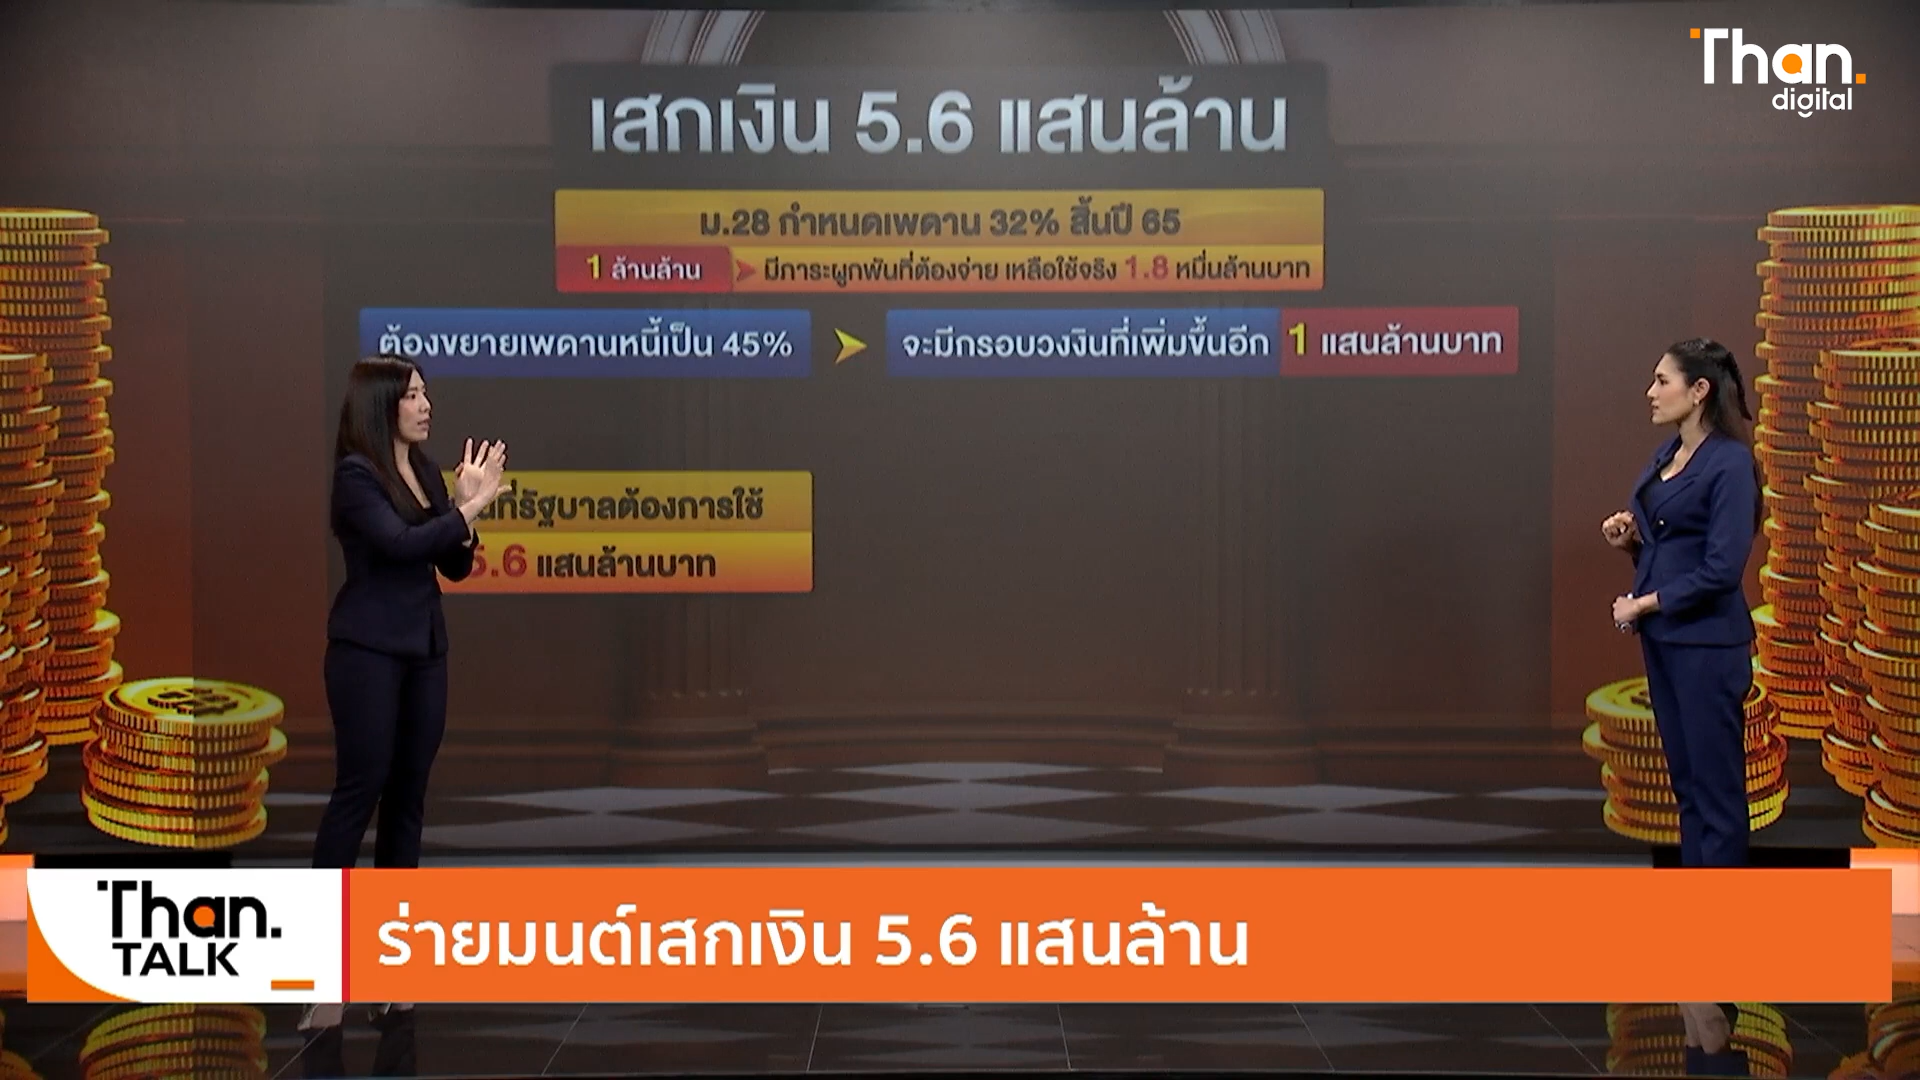 Than.
digital
เสกเงิน 5.6 แสนล้าน
ม.28 กำหนดเพดาน 32% สิ้นปี 65
1 ล้านล้าน มีภาระผูกพันที่ต้องจ่าย เหลือใช้จริง 1.8 หมื่นล้านบาท
ต้องขยายเพดานหนี้เป็น 45% จะมีกรอบวงเงินที่เพิ่มขึ้นอีก 1 แสนล้านบาท
ที่รัฐบาลต้องการใช้
5.6 แสนล้านบาท
Than.
TALK
ร่ายมนต์เสกเงิน 5.6 แสนล้าน